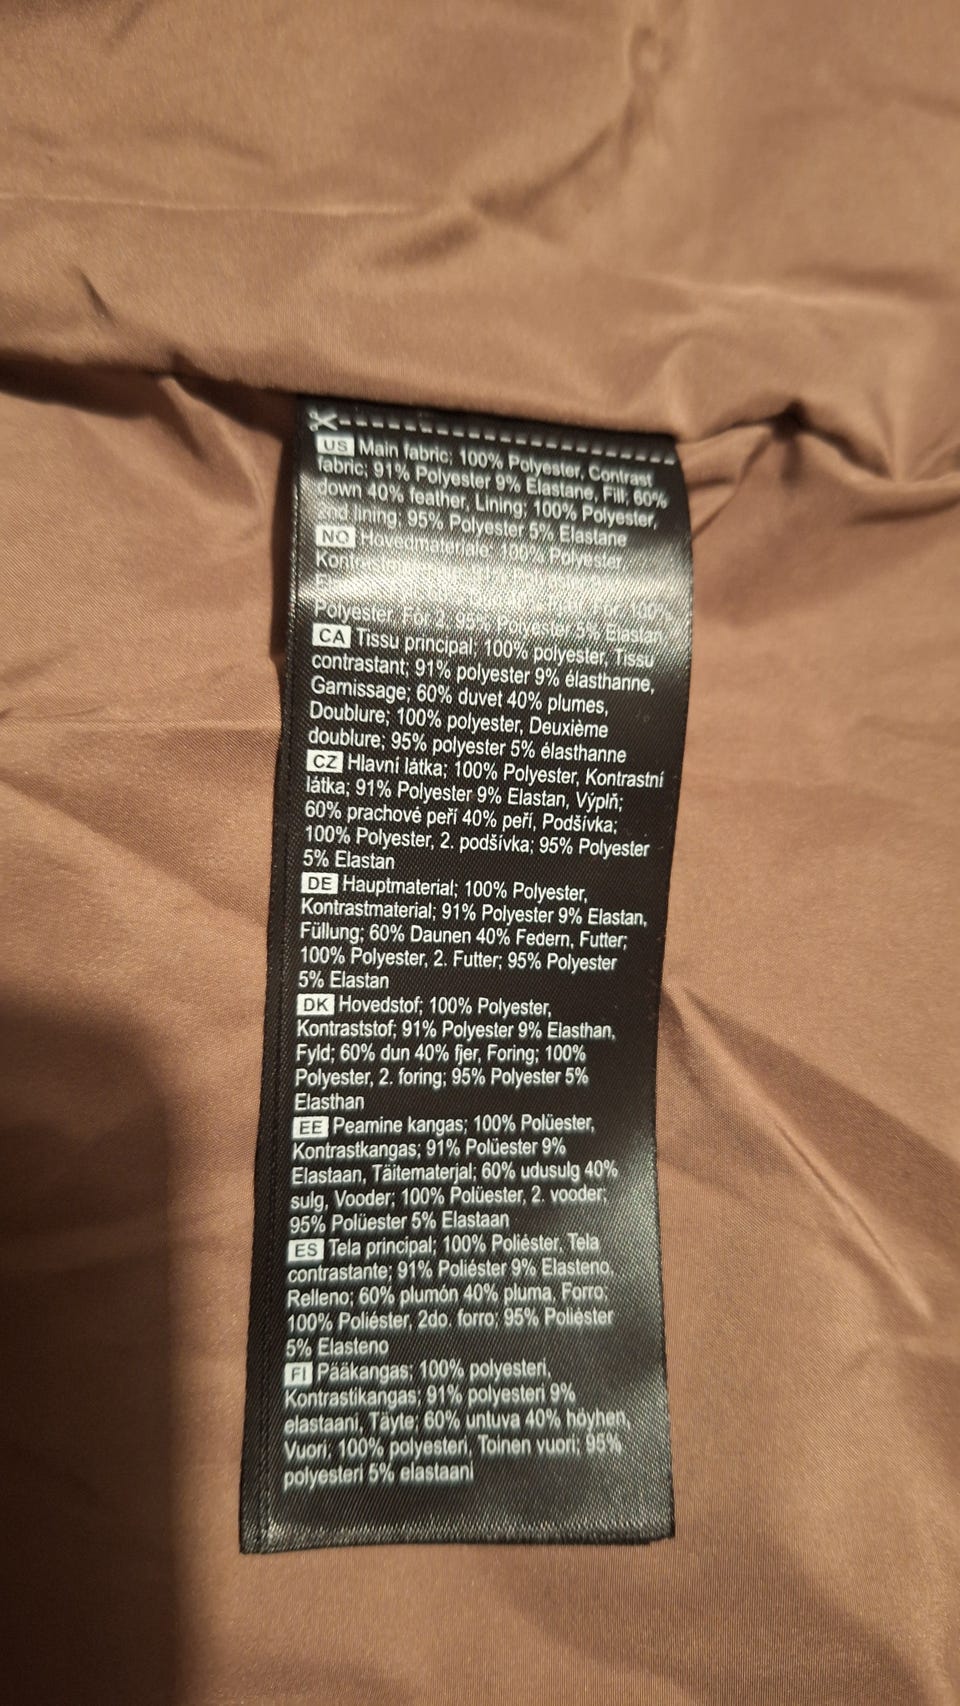 US Main fabric; 100% Polyester, Contrast
fabric; 91% Polyester 9% Elastane, Fill; 60%
down 40% feather, Lining; 100% Polyester,
2nd lining; 95% Polyester 5% Elastane
NO Hovedmateriale; 100% Polyester
Polyester, Fór 2; 95% Polyester 5% Elastan
CA Tissu principal; 100% polyester, Tissu
contrastant; 91% polyester 9% élasthanne,
Garnissage; 60% duvet 40% plumes,
Doublure; 100% polyester, Deuxième
doublure; 95% polyester 5% élasthanne
CZ Hlavní látka; 100% Polyester, Kontrastní
látka; 91% Polyester 9% Elastan, Výplň;
60% prachové peří 40% peří, Podšívka;
100% Polyester, 2. podšívka; 95% Polyester
5% Elastan
DE Hauptmaterial; 100% Polyester,
Kontrastmaterial; 91% Polyester 9% Elastan,
Füllung; 60% Daunen 40% Federn, Futter;
100% Polyester, 2. Futter; 95% Polyester
5% Elastan
DK Hovedstof; 100% Polyester,
Kontraststof; 91% Polyester 9% Elasthan,
Fyld; 60% dun 40% fjer, Foring; 100%
Polyester, 2. foring; 95% Polyester 5%
Elasthan
EE Peamine kangas; 100% Polüester,
Kontrastkangas; 91% Polüester 9%
Elastaan, Täitematerjal; 60% udusulg 40%
sulg, Vooder; 100% Polüester, 2. vooder;
95% Polüester 5% Elastaan
ES Tela principal; 100% Poliéster, Tela
contrastante; 91% Poliéster 9% Elasteno,
Relleno; 60% plumón 40% pluma, Forro;
100% Poliéster, 2do. forro; 95% Poliéster
5% Elasteno
FI Pääkangas; 100% polyesteri,
Kontrastikangas; 91% polyesteri 9%
elastaani, Täyte; 60% untuva 40% höyhen,
Vuori; 100% polyesteri, Toinen vuori; 95%
polyesteri 5% elastaani